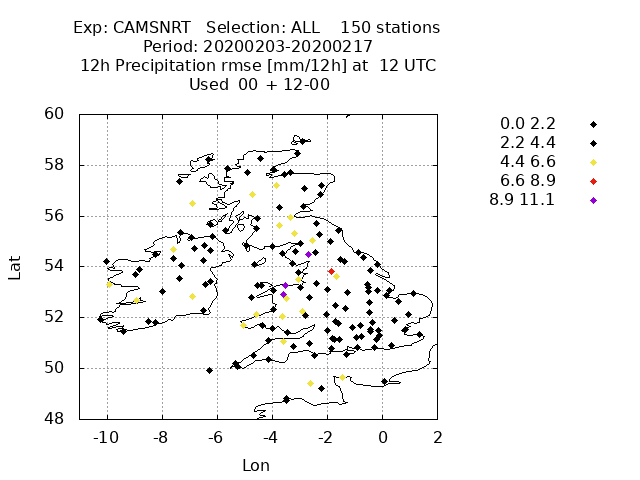 Exp: CAMSNRT Selection: ALL 150 stations
Period: 20200203-20200217
12h Precipitation rmse [mm/12h] at 12 UTC
Used 00 + 12-00
0.0 2.2
2.2 4.4
4.4 6.6
6.6 8.9
8.9 11.1
60
58
56
54
52
50
48
Lat
-10 -8 -6 -4 -2 0 2
Lon